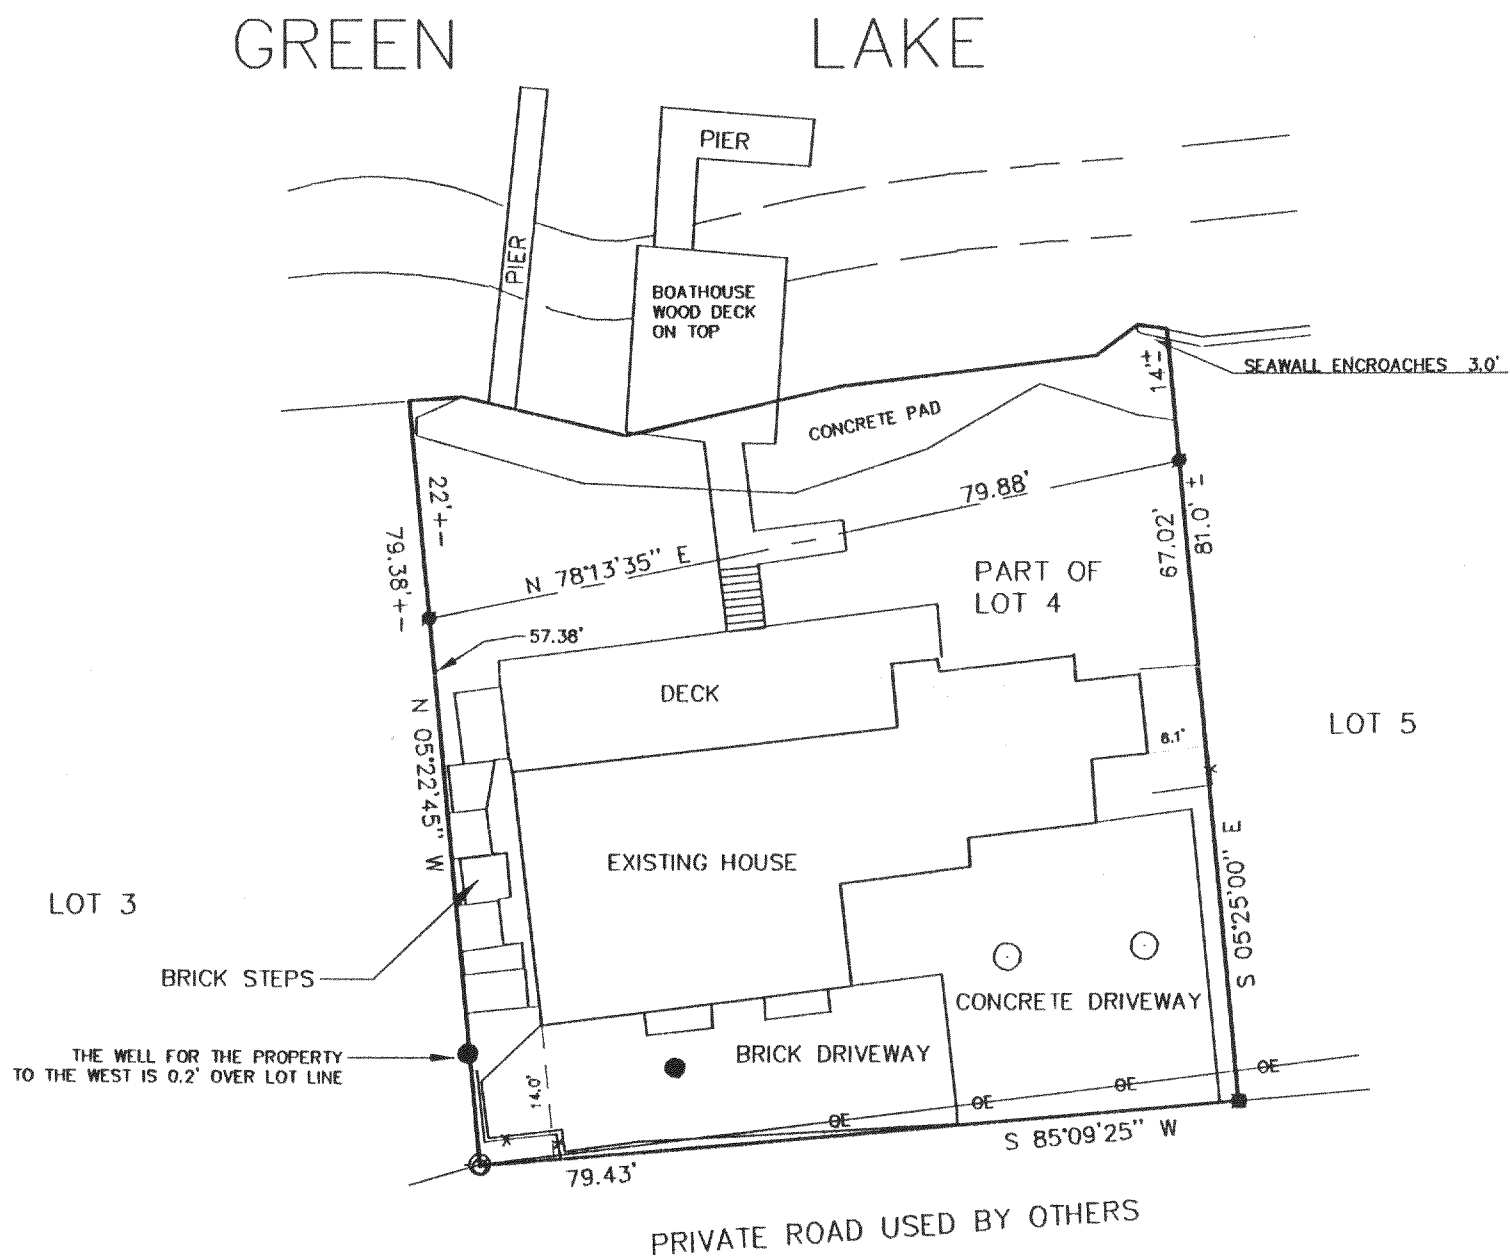 GREEN LAKE
PIER
PIER
BOATHOUSE
WOOD DECK
ON TOP
SEAWALL ENCROACHES 3.0'
14'+-
CONCRETE PAD
22'+-
79.38'+-
79.88'
N 78°13'35" E
67.02'
81.0' +-
PART OF
LOT 4
57.38'
DECK
N 05°22'45" W
LOT 5
8.1'
EXISTING HOUSE
LOT 3
S 05°25'00" E
BRICK STEPS
CONCRETE DRIVEWAY
BRICK DRIVEWAY
THE WELL FOR THE PROPERTY
TO THE WEST IS 0.2' OVER LOT LINE
14.0'
OE
OE
OE
OE
S 85°09'25" W
79.43'
PRIVATE ROAD USED BY OTHERS